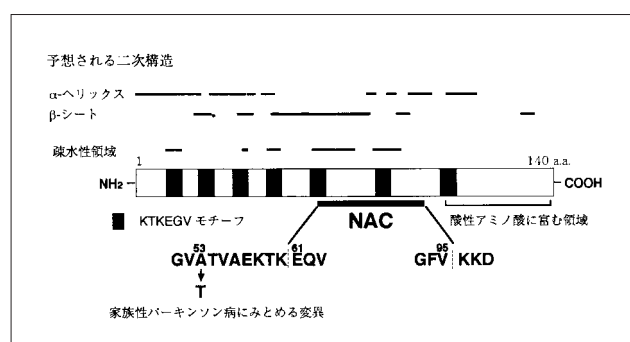 予想される二次構造
α-ヘリックス
β-シート
疎水性領域
1 140 a.a.
NH2 COOH
KTKEGV モチーフ NAC 酸性アミノ酸に富む領域
53 61 95
GVATVAEKTK EQV GFV KKD
T
家族性パーキンソン病にみとめる変異